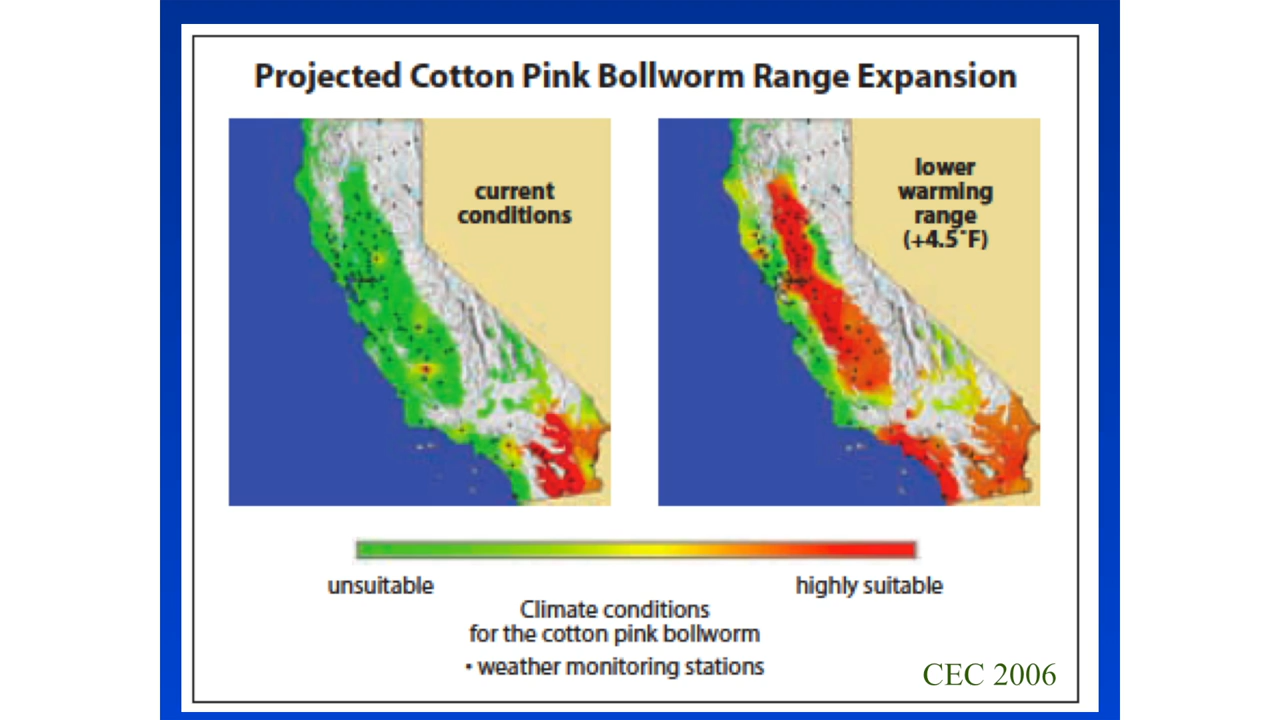 Projected Cotton Pink Bollworm Range Expansion
current
conditions
lower
warming
range
(+4.5°F)
unsuitable
highly suitable
Climate conditions
for the cotton pink bollworm
• weather monitoring stations
CEC 2006